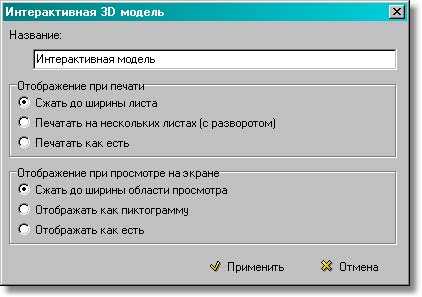 Интерактивная 3D модель
Название:
Интерактивная модель
Отображение при печати
Сжать до ширины листа
Печатать на нескольких листах (с разворотом)
Печатать как есть
Отображение при просмотре на экране
Сжать до ширины области просмотра
Отображать как пиктограмму
Отображать как есть
Применить Отмена